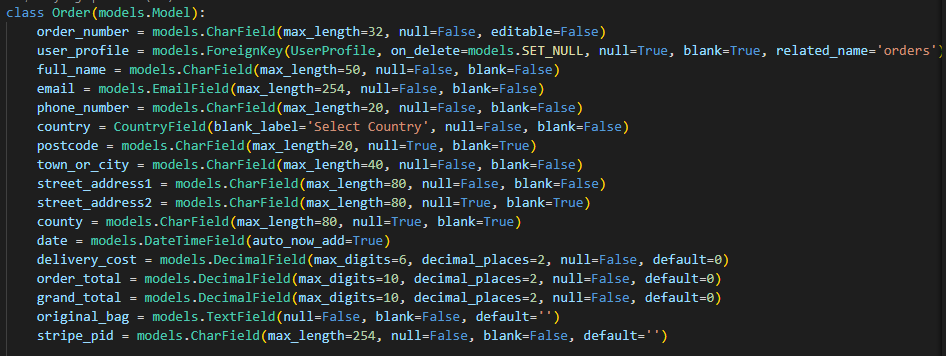 class Order(models.Model):
order_number = models.CharField(max_length=32, null=False, editable=False)
user_profile = models.ForeignKey(UserProfile, on_delete=models.SET_NULL, null=True, blank=True, related_name='orders')
full_name = models.CharField(max_length=50, null=False, blank=False)
email = models.EmailField(max_length=254, null=False, blank=False)
phone_number = models.CharField(max_length=20, null=False, blank=False)
country = CountryField(blank_label='Select Country', null=False, blank=False)
postcode = models.CharField(max_length=20, null=True, blank=True)
town_or_city = models.CharField(max_length=40, null=False, blank=False)
street_address1 = models.CharField(max_length=80, null=False, blank=False)
street_address2 = models.CharField(max_length=80, null=True, blank=True)
county = models.CharField(max_length=80, null=True, blank=True)
date = models.DateTimeField(auto_now_add=True)
delivery_cost = models.DecimalField(max_digits=6, decimal_places=2, null=False, default=0)
order_total = models.DecimalField(max_digits=10, decimal_places=2, null=False, default=0)
grand_total = models.DecimalField(max_digits=10, decimal_places=2, null=False, default=0)
original_bag = models.TextField(null=False, blank=False, default='')
stripe_pid = models.CharField(max_length=254, null=False, blank=False, default='')